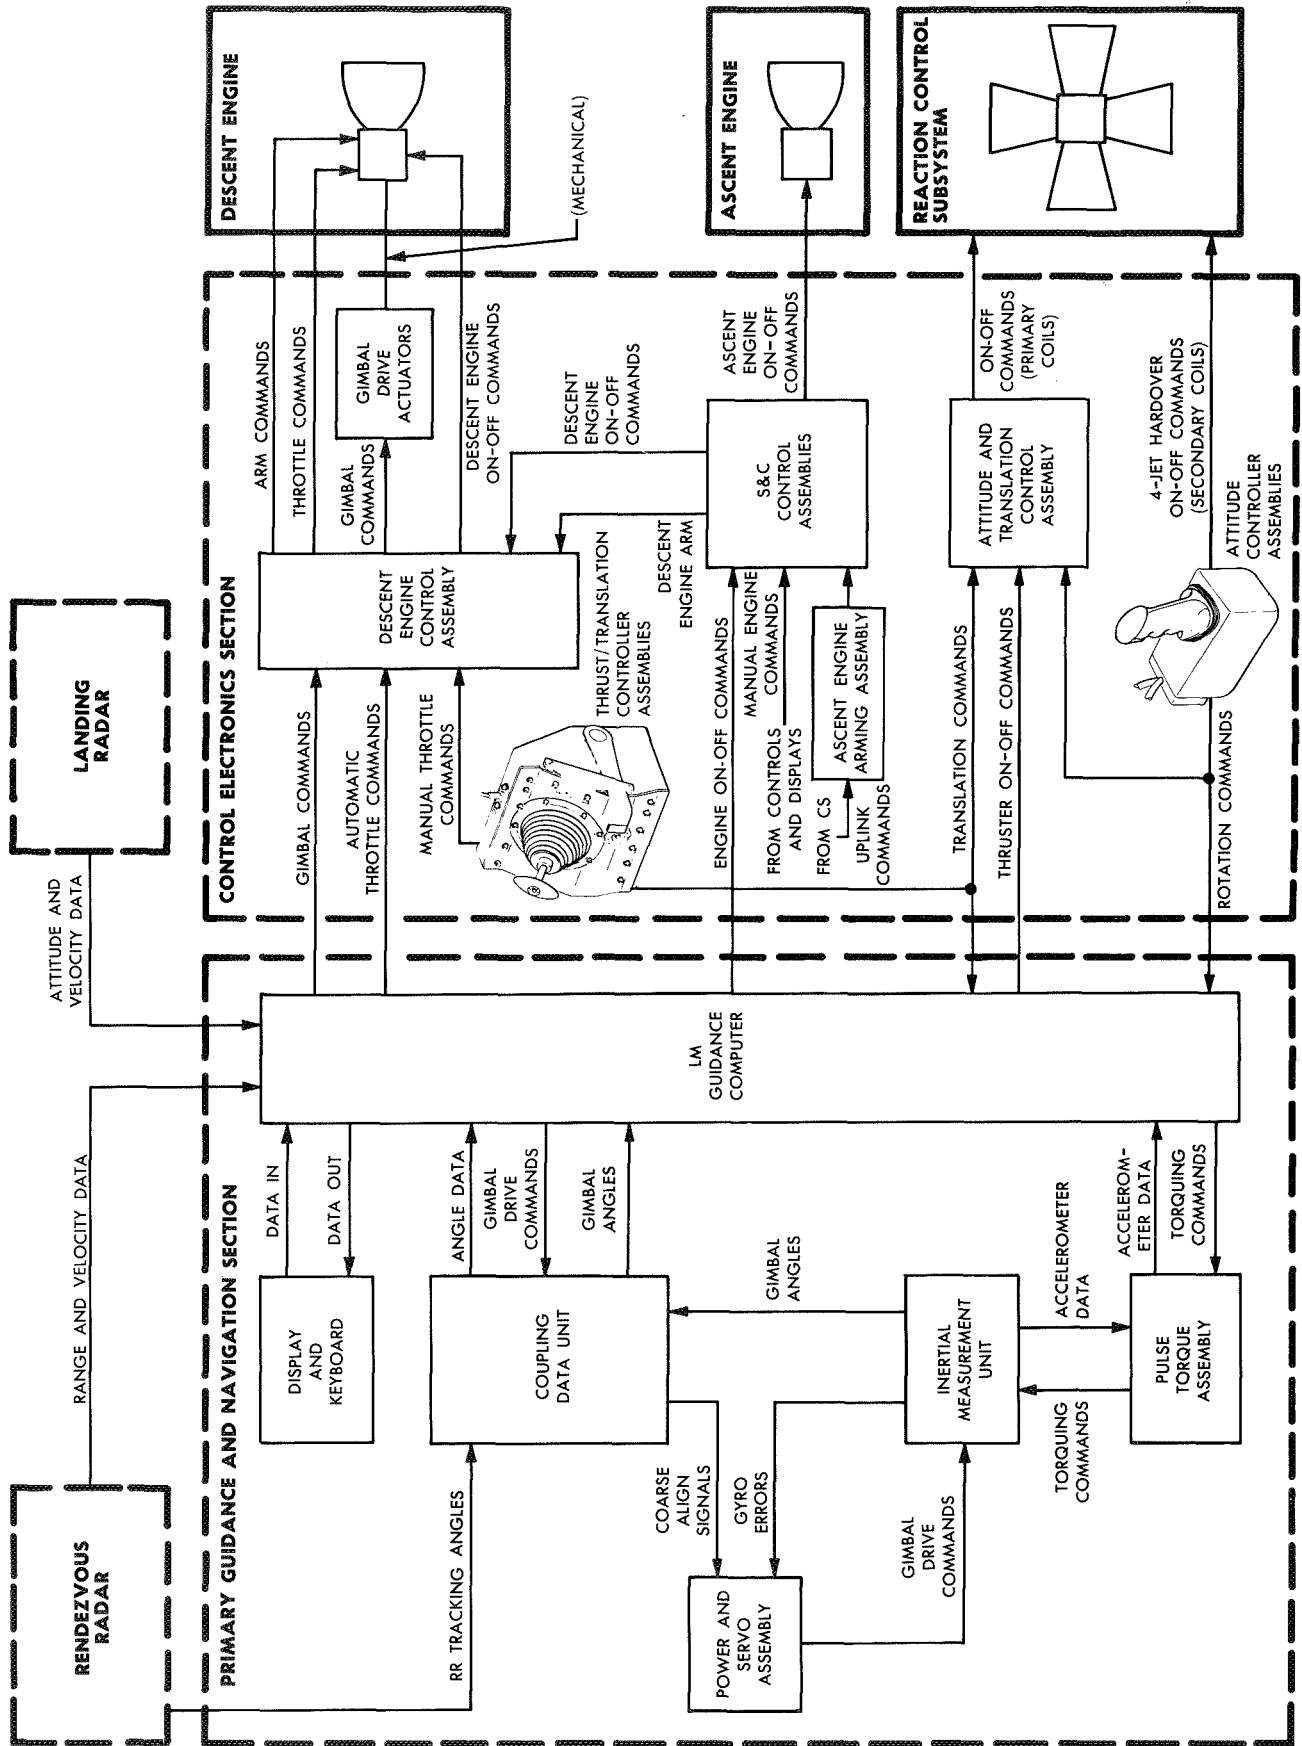 RENDEZVOUS
RADAR
RANGE AND VELOCITY DATA
ATTITUDE AND
VELOCITY DATA
LANDING
RADAR
PRIMARY GUIDANCE AND NAVIGATION SECTION
RR TRACKING ANGLES
DISPLAY
AND
KEYBOARD
DATA IN
DATA OUT
COUPLING
DATA UNIT
ANGLE DATA
GIMBAL
DRIVE
COMMANDS
GIMBAL
ANGLES
COARSE
ALIGN
SIGNALS
GYRO
ERRORS
POWER AND
SERVO
ASSEMBLY
GIMBAL
DRIVE
COMMANDS
GIMBAL
ANGLES
INERTIAL
MEASUREMENT
UNIT
TORQUING
COMMANDS
ACCELEROMETER
DATA
PULSE
TORQUE
ASSEMBLY
ACCELEROM-
ETER DATA
TORQUING
COMMANDS
LM
GUIDANCE
COMPUTER
CONTROL ELECTRONICS SECTION
GIMBAL COMMANDS
AUTOMATIC
THROTTLE COMMANDS
MANUAL THROTTLE
COMMANDS
THRUST/TRANSLATION
CONTROLLER
ASSEMBLIES
DESCENT
ENGINE
CONTROL
ASSEMBLY
ARM COMMANDS
THROTTLE COMMANDS
GIMBAL
COMMANDS
GIMBAL
DRIVE
ACTUATORS
DESCENT ENGINE
ON-OFF COMMANDS
DESCENT
ENGINE
ON-OFF
COMMANDS
DESCENT
ENGINE ARM
ENGINE ON-OFF COMMANDS
MANUAL ENGINE
COMMANDS
FROM CONTROLS
AND DISPLAYS
FROM CS
UPLINK
COMMANDS
ASCENT ENGINE
ARMING ASSEMBLY
S&C
CONTROL
ASSEMBLIES
ASCENT
ENGINE
ON-OFF
COMMANDS
TRANSLATION COMMANDS
THRUSTER ON-OFF COMMANDS
ATTITUDE AND
TRANSLATION
CONTROL
ASSEMBLY
ON-OFF
COMMANDS
(PRIMARY
COILS)
ROTATION COMMANDS
4-JET HARDOVER
ON-OFF COMMANDS
(SECONDARY COILS)
ATTITUDE
CONTROLLER
ASSEMBLIES
DESCENT ENGINE
(MECHANICAL)
ASCENT ENGINE
REACTION CONTROL
SUBSYSTEM